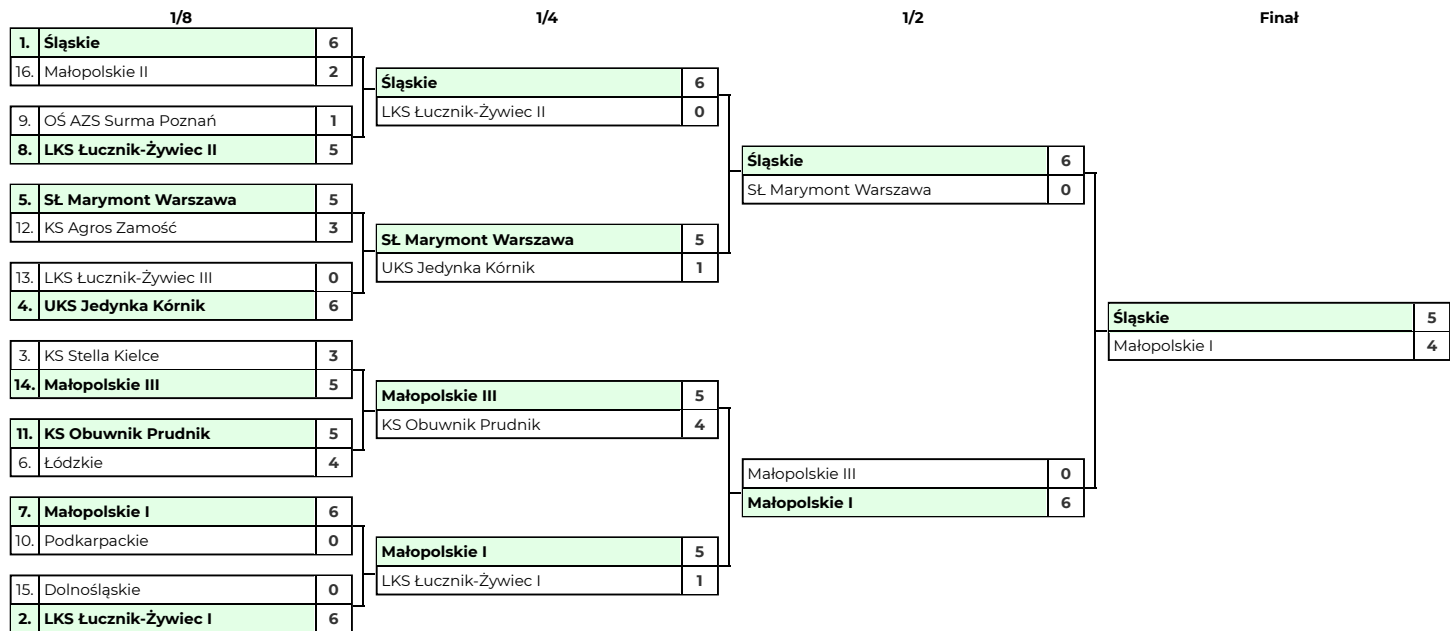 1/8 1/4 1/2 Finał
1. Śląskie 6
16. Małopolskie II 2
9. OŚ AZS Surma Poznań 1
8. LKS Łucznik-Żywiec II 5
5. SŁ Marymont Warszawa 5
12. KS Agros Zamość 3
13. LKS Łucznik-Żywiec III 0
4. UKS Jedynka Kórnik 6
3. KS Stella Kielce 3
14. Małopolskie III 5
11. KS Obuwnik Prudnik 5
6. Łódzkie 4
7. Małopolskie I 6
10. Podkarpackie 0
15. Dolnośląskie 0
2. LKS Łucznik-Żywiec I 6
Śląskie 6
LKS Łucznik-Żywiec II 0
SŁ Marymont Warszawa 5
UKS Jedynka Kórnik 1
Małopolskie III 5
KS Obuwnik Prudnik 4
Małopolskie I 5
LKS Łucznik-Żywiec I 1
Śląskie 6
SŁ Marymont Warszawa 0
Małopolskie III 0
Małopolskie I 6
Śląskie 5
Małopolskie I 4